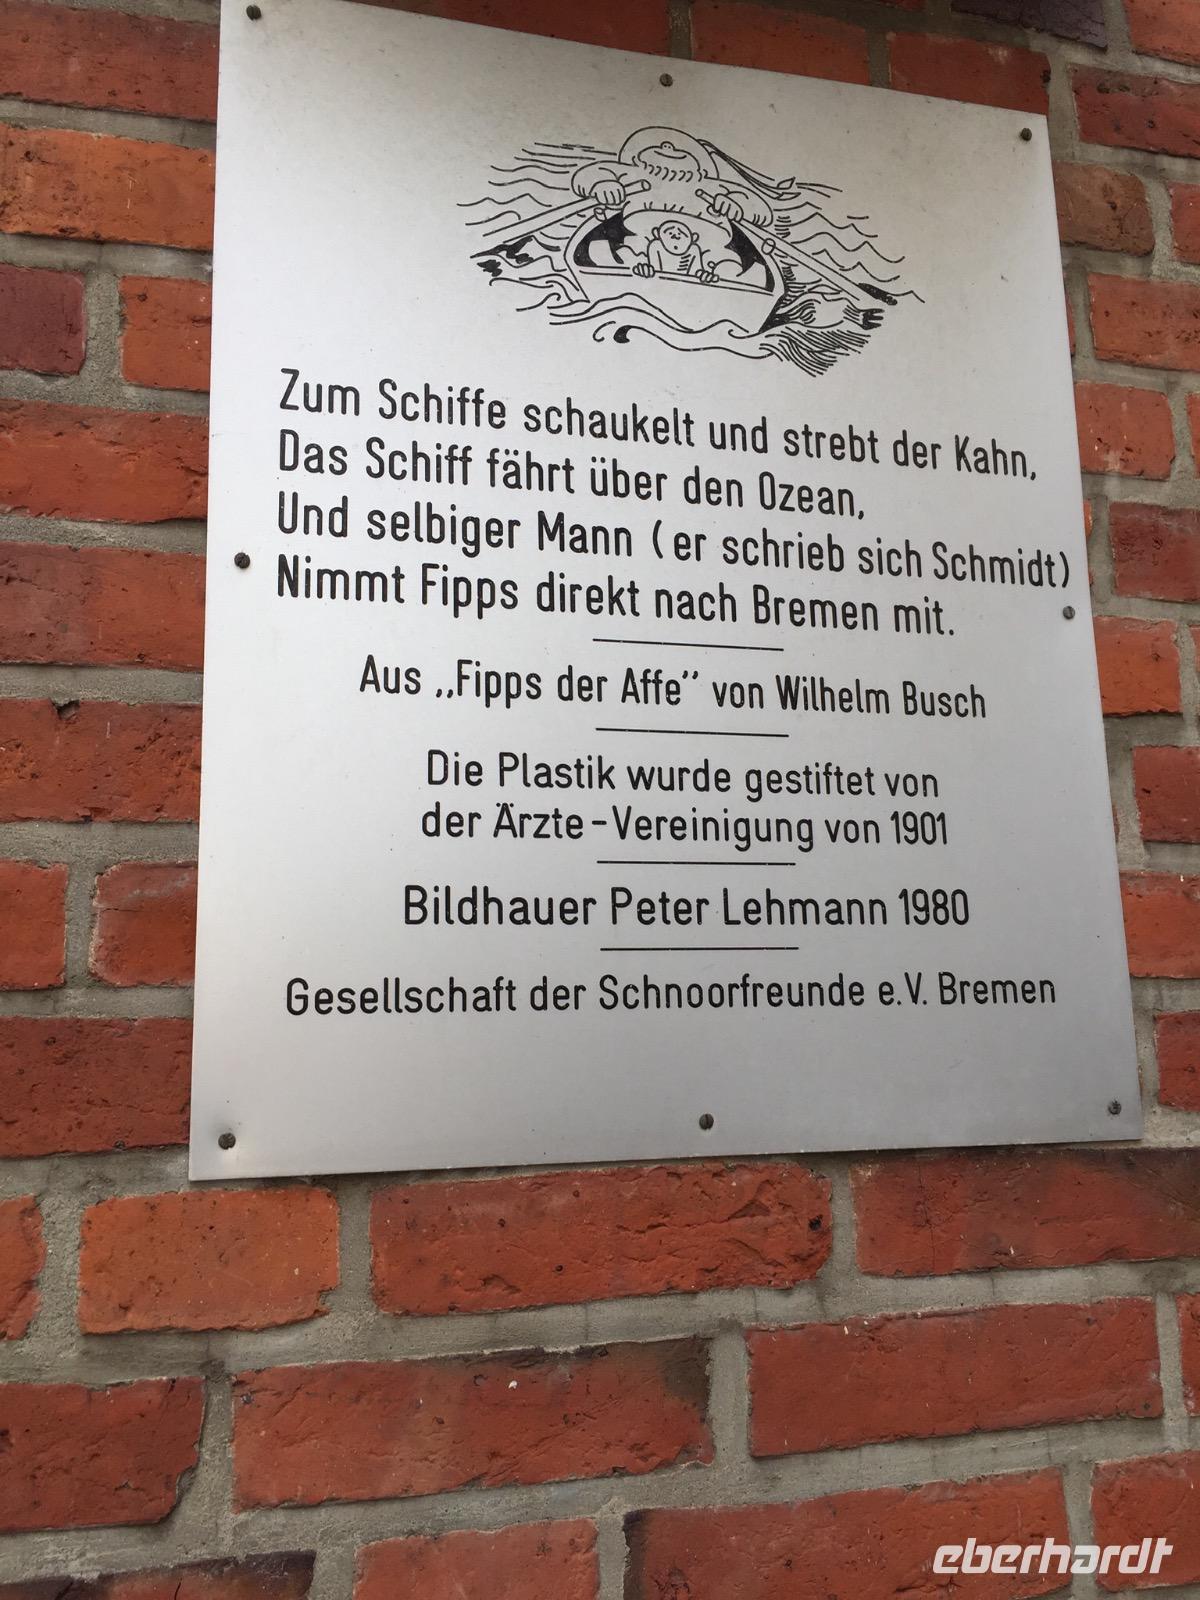 Zum Schiffe schaukelt und strebt der Kahn,
Das Schiff fährt über den Ozean,
Und selbiger Mann (er schrieb sich Schmidt)
Nimmt Fipps direkt nach Bremen mit.
Aus „Fipps der Affe” von Wilhelm Busch
Die Plastik wurde gestiftet von
der Ärzte-Vereinigung von 1901
Bildhauer Peter Lehmann 1980
Gesellschaft der Schnoorfreunde e.V. Bremen
eberhardt